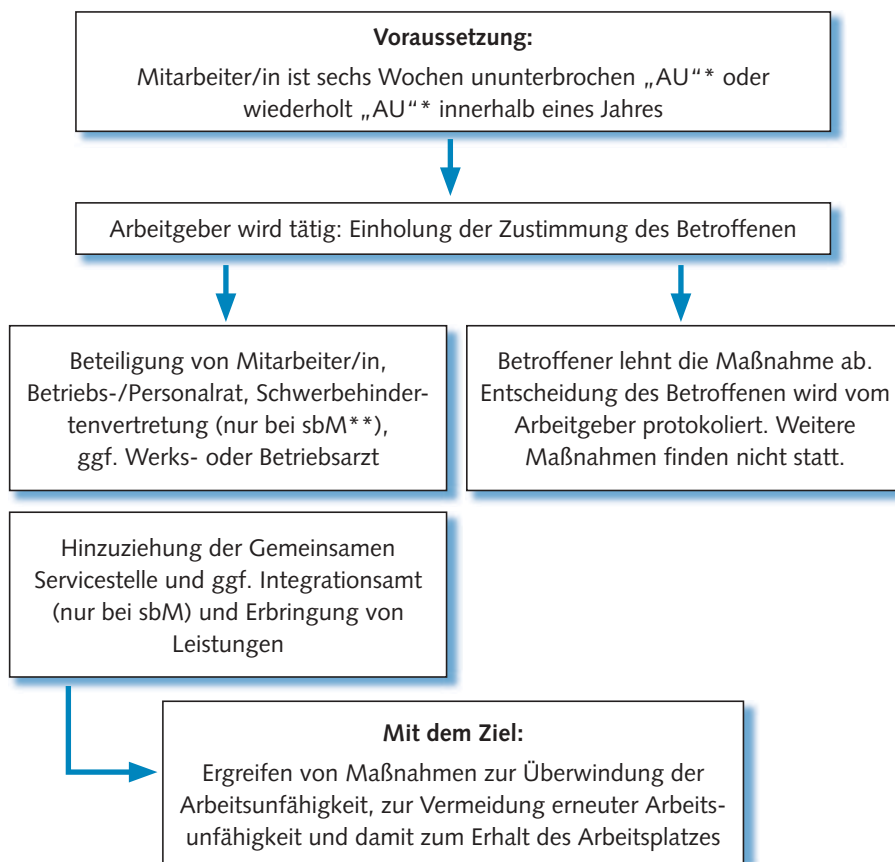 Voraussetzung:
Mitarbeiter/in ist sechs Wochen ununterbrochen „AU“* oder
wiederholt „AU“* innerhalb eines Jahres
Arbeitgeber wird tätig: Einholung der Zustimmung des Betroffenen
Beteiligung von Mitarbeiter/in,
Betriebs-/Personalrat, Schwerbehinder-
tenvertretung (nur bei sbM**),
ggf. Werks- oder Betriebsarzt
Betroffener lehnt die Maßnahme ab.
Entscheidung des Betroffenen wird vom
Arbeitgeber protokoliert. Weitere
Maßnahmen finden nicht statt.
Hinzuziehung der Gemeinsamen
Servicestelle und ggf. Integrationsamt
(nur bei sbM) und Erbringung von
Leistungen
Mit dem Ziel:
Ergreifen von Maßnahmen zur Überwindung der
Arbeitsunfähigkeit, zur Vermeidung erneuter Arbeits-
unfähigkeit und damit zum Erhalt des Arbeitsplatzes